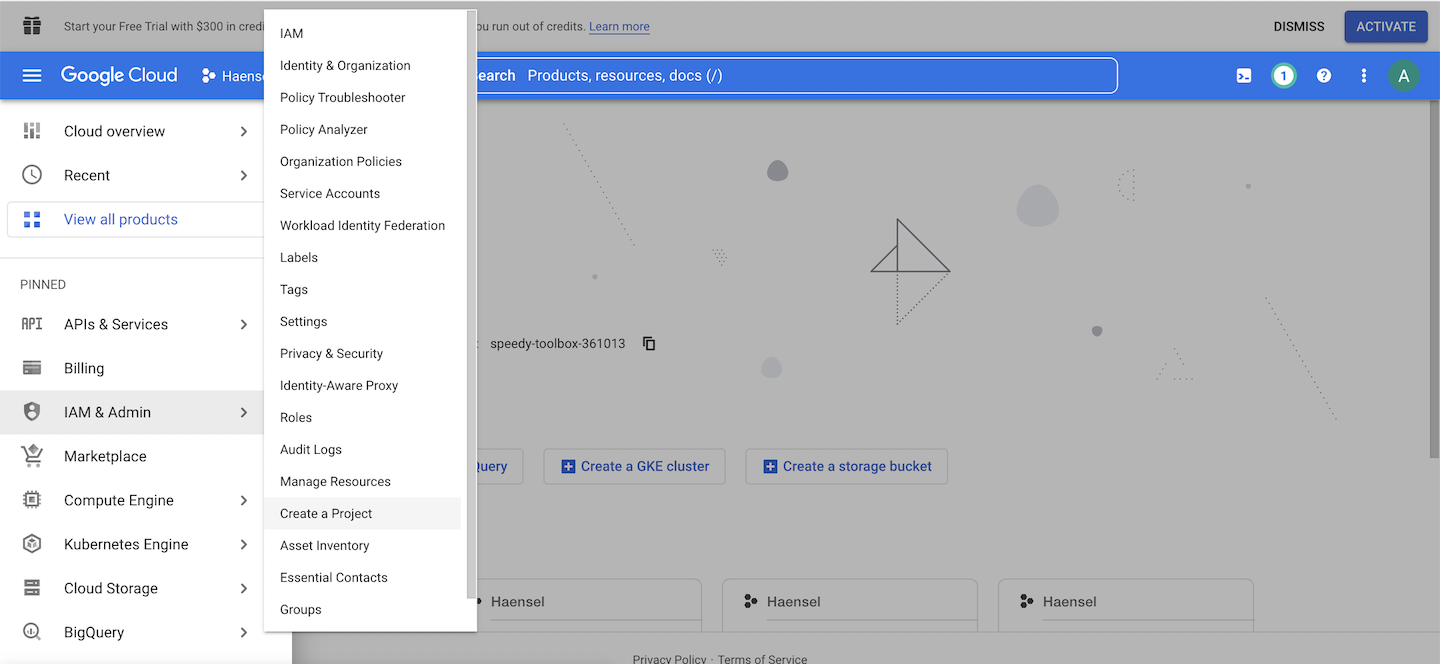 Start your Free Trial with $300 in credi
ou run out of credits. Learn more
DISMISS
ACTIVATE
Google Cloud
Haense
earch Products, resources, docs (/)
1
?
A
Cloud overview
Recent
View all products
PINNED
API APIs & Services
Billing
IAM & Admin
Marketplace
Compute Engine
Kubernetes Engine
Cloud Storage
BigQuery
IAM
Identity & Organization
Policy Troubleshooter
Policy Analyzer
Organization Policies
Service Accounts
Workload Identity Federation
Labels
Tags
Settings
Privacy & Security
Identity-Aware Proxy
Roles
Audit Logs
Manage Resources
Create a Project
Asset Inventory
Essential Contacts
Groups
: speedy-toolbox-361013
Query
Create a GKE cluster
Create a storage bucket
Haensel
Haensel
Haensel
Privacy Policy · Terms of Service